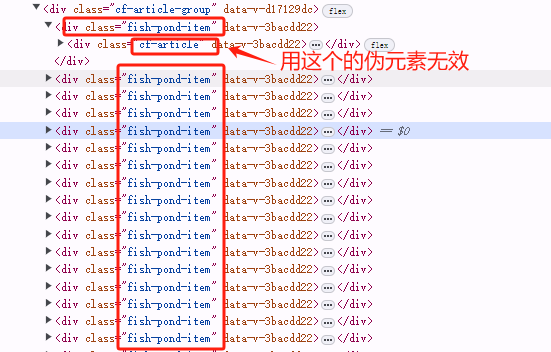 ▼<div class="cf-article-group" data-v-d17129dc> flex
▼<div class="fish-pond-item" data-v-3bacdd22>
▶<div class="cf-article" data-v-3bacdd22>…</div> flex
</div>
用这个的伪元素无效
▶<div class="fish-pond-item" data-v-3bacdd22>…</div>
▶<div class="fish-pond-item" data-v-3bacdd22>…</div>
▶<div class="fish-pond-item" data-v-3bacdd22>…</div>
▶<div class="fish-pond-item" data-v-3bacdd22>…</div> == $0
▶<div class="fish-pond-item" data-v-3bacdd22>…</div>
▶<div class="fish-pond-item" data-v-3bacdd22>…</div>
▶<div class="fish-pond-item" data-v-3bacdd22>…</div>
▶<div class="fish-pond-item" data-v-3bacdd22>…</div>
▶<div class="fish-pond-item" data-v-3bacdd22>…</div>
▶<div class="fish-pond-item" data-v-3bacdd22>…</div>
▶<div class="fish-pond-item" data-v-3bacdd22>…</div>
▶<div class="fish-pond-item" data-v-3bacdd22>…</div>
▶<div class="fish-pond-item" data-v-3bacdd22>…</div>
▶<div class="fish-pond-item" data-v-3bacdd22>…</div>
▶<div class="fish-pond-item" data-v-3bacdd22>…</div>
▶<div class="fish-pond-item" data-v-3bacdd22>…</div>